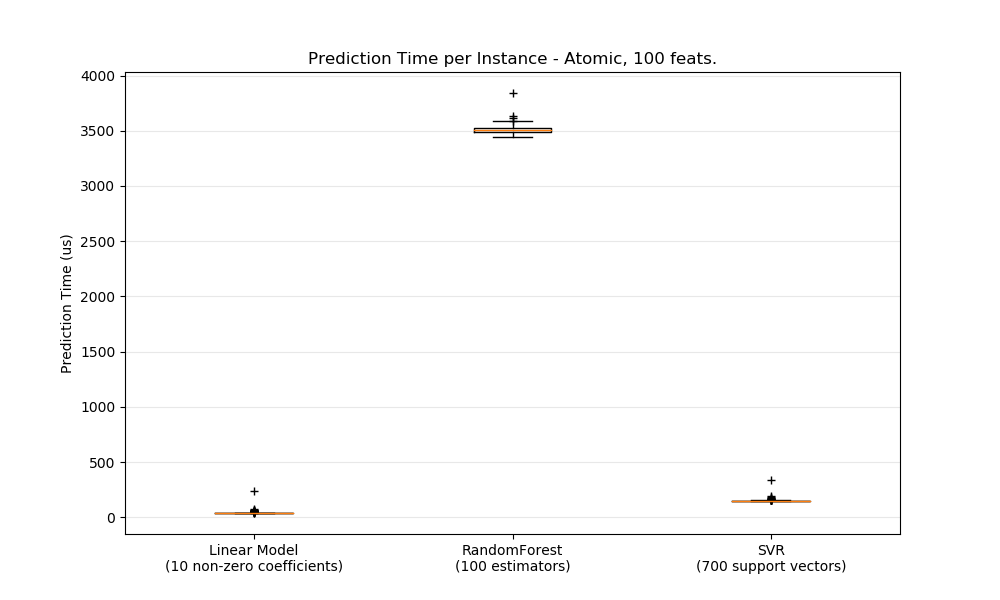 Prediction Time per Instance - Atomic, 100 feats.
4000
3500
3000
2500
2000
1500
1000
500
0
Prediction Time (us)
Linear Model
(10 non-zero coefficients)
RandomForest
(100 estimators)
SVR
(700 support vectors)